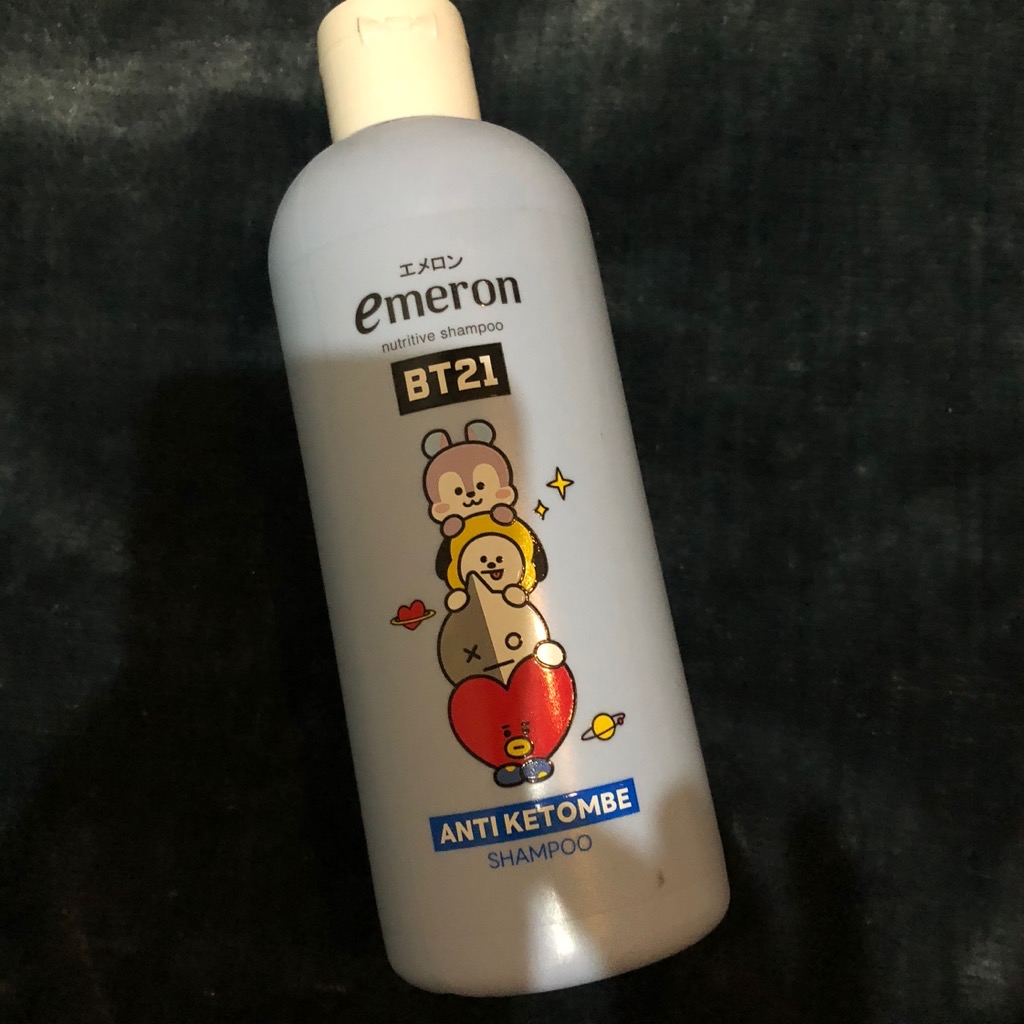 エメロン
emeron
nutritive shampoo
BT21
ANTI KETOMBE
SHAMPOO